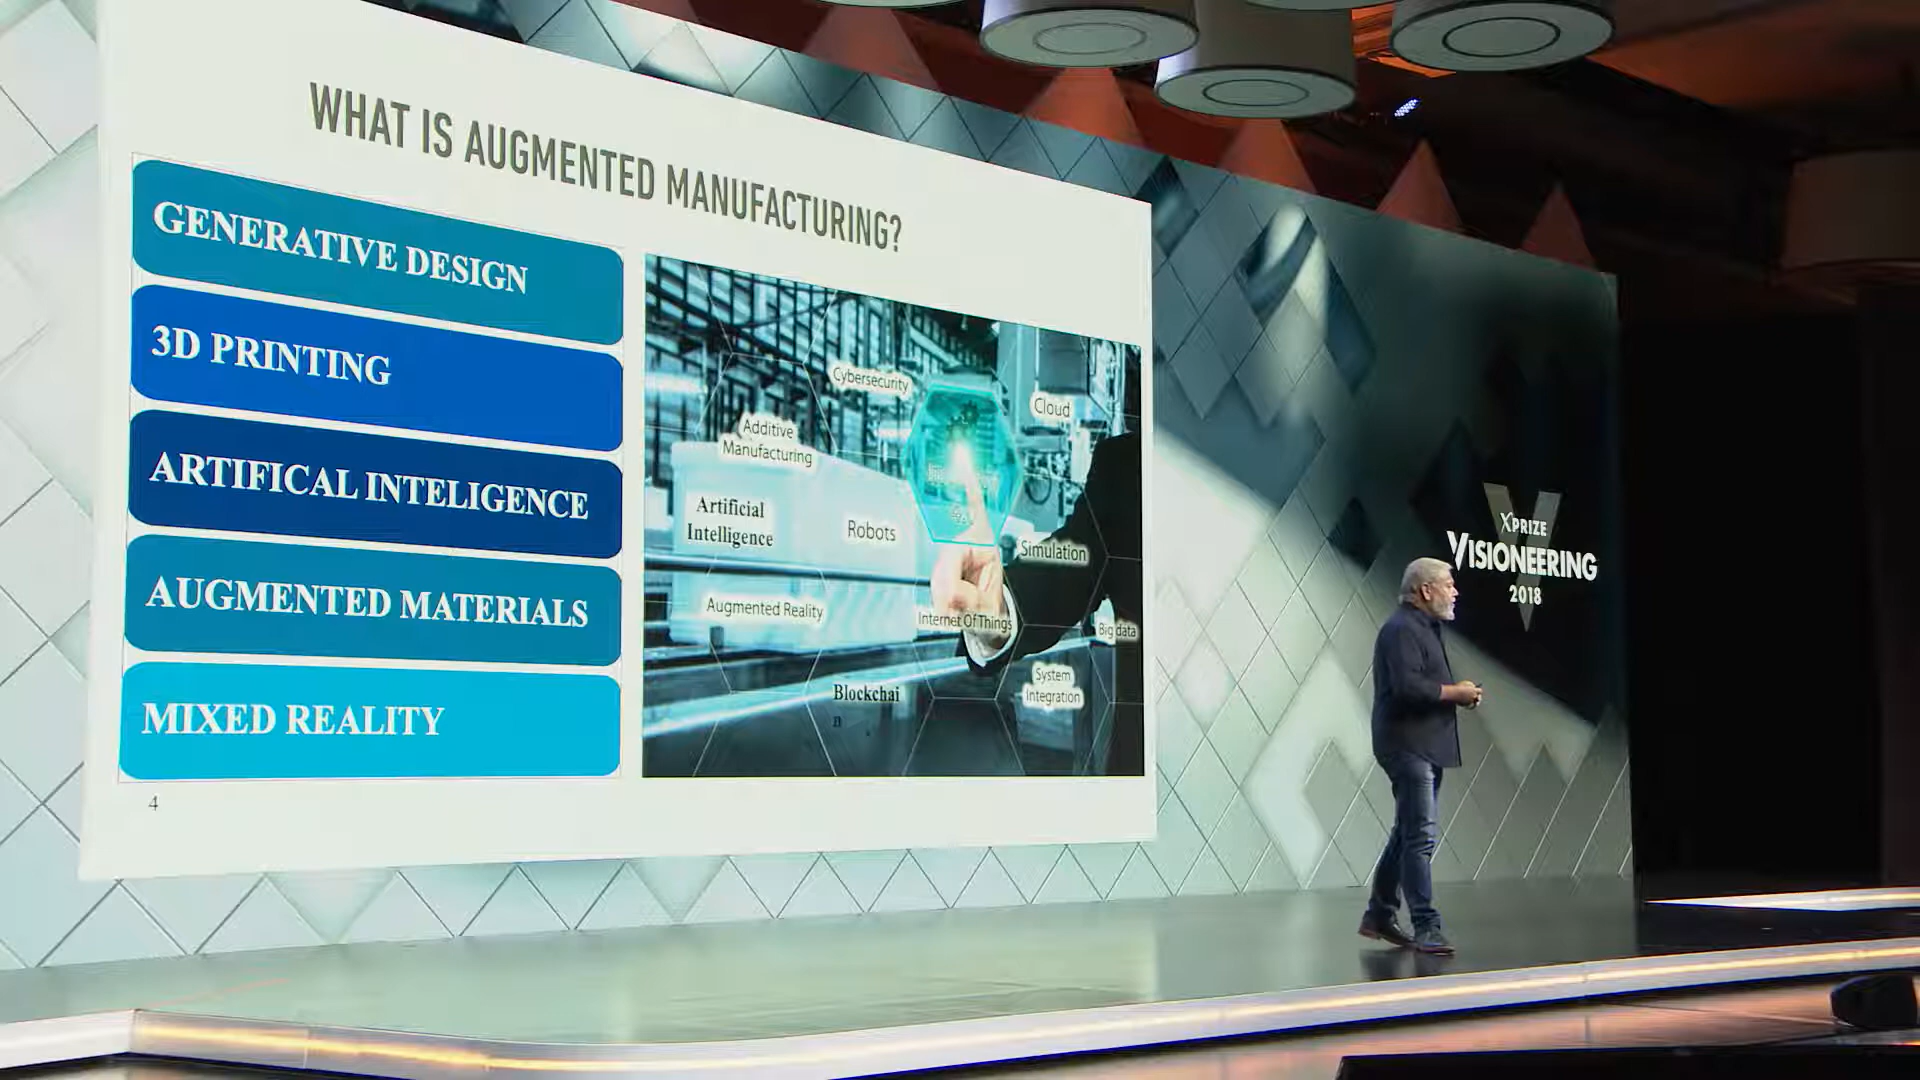 WHAT IS AUGMENTED MANUFACTURING?
GENERATIVE DESIGN
3D PRINTING
ARTIFICAL INTELIGENCE
AUGMENTED MATERIALS
MIXED REALITY
4
Cybersecurity
Cloud
Additive
Manufacturing
Artificial
Intelligence
Robots
Simulation
Augmented Reality
Internet Of Things
Big data
System
Integration
Blockchai
n
XPRIZE
VISIONEERING
2018